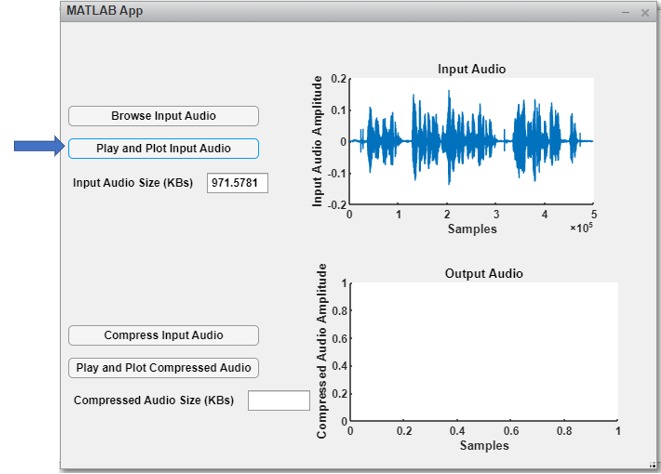 MATLAB App
Browse Input Audio
Play and Plot Input Audio
Input Audio Size (KBs) 971.5781
Input Audio
Input Audio Amplitude
0.2
0.1
0
-0.1
-0.2
0 1 2 3 4 5
Samples
×10⁵
Compress Input Audio
Play and Plot Compressed Audio
Compressed Audio Size (KBs)
Output Audio
Compressed Audio Amplitude
1
0.8
0.6
0.4
0.2
0
0 0.2 0.4 0.6 0.8 1
Samples